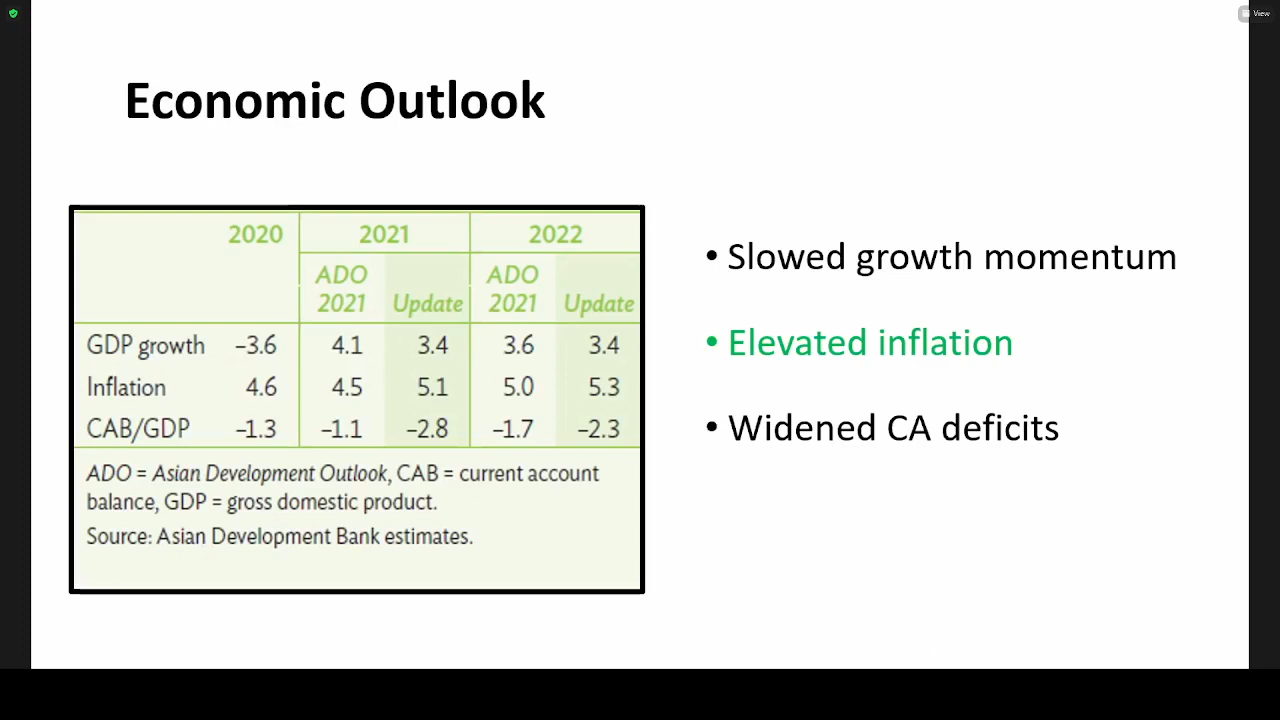 View
Economic Outlook
2020 2021 2022
ADO 2021 Update ADO 2021 Update
GDP growth –3.6 4.1 3.4 3.6 3.4
Inflation 4.6 4.5 5.1 5.0 5.3
CAB/GDP –1.3 –1.1 –2.8 –1.7 –2.3
ADO = Asian Development Outlook, CAB = current account
balance, GDP = gross domestic product.
Source: Asian Development Bank estimates.
• Slowed growth momentum
• Elevated inflation
• Widened CA deficits